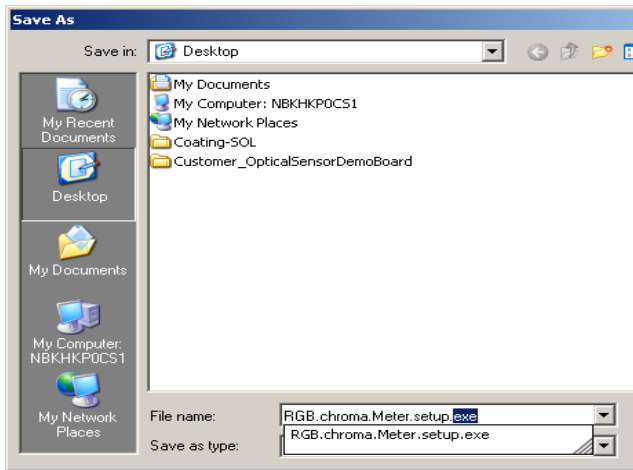 Save As
Save in:
Desktop
My Recent
Documents
Desktop
My Documents
My Computer:
NBKHKP0CS1
My Network
Places
My Documents
My Computer: NBKHKP0CS1
My Network Places
Coating-SOL
Customer_OpticalSensorDemoBoard
File name:
RGB.chroma.Meter.setup.exe
RGB.chroma.Meter.setup.exe
Save as type: